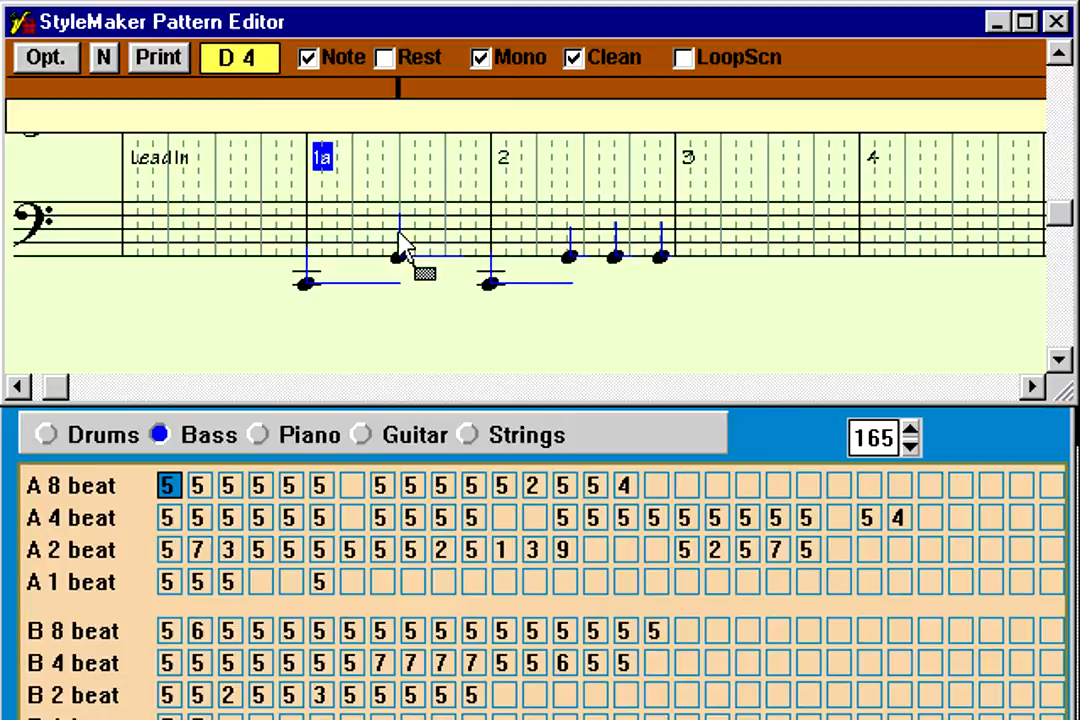 StyleMaker Pattern Editor
Opt. N Print D 4 Note Rest Mono Clean LoopScn
LeadIn 1a 2 3 4
Drums Bass Piano Guitar Strings 165
A 8 beat 5 5 5 5 5 5 5 5 5 5 5 2 5 5 4
A 4 beat 5 5 5 5 5 5 5 5 5 5 5 5 5 5 5 5 5 5 5 5 4
A 2 beat 5 7 3 5 5 5 5 5 5 2 5 1 3 9 5 2 5 7 5
A 1 beat 5 5 5 5
B 8 beat 5 6 5 5 5 5 5 5 5 5 5 5 5 5 5 5 5
B 4 beat 5 5 5 5 5 5 5 7 7 7 7 5 5 6 5 5
B 2 beat 5 5 2 5 5 3 5 5 5 5 5